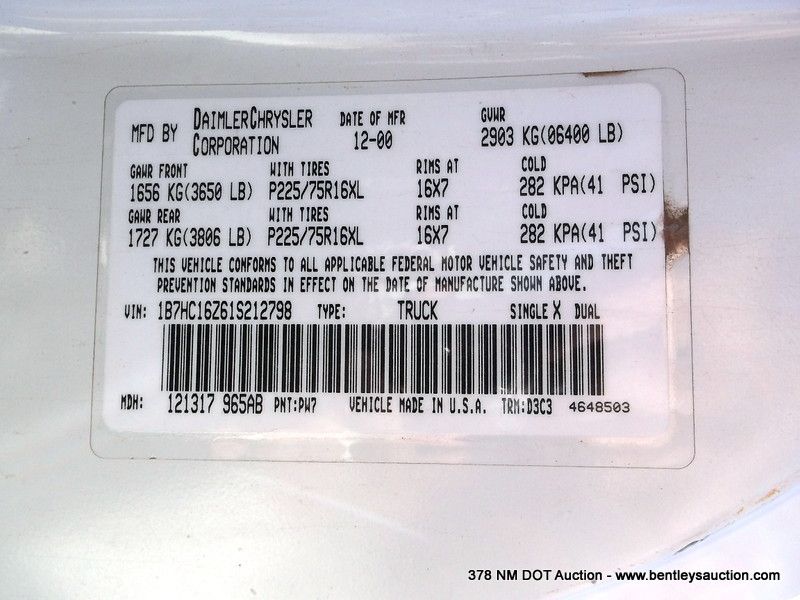 MFD BY DAIMLERCHRYSLER CORPORATION DATE OF MFR 12-00 GVWR 2903 KG(06400 LB)
GAWR FRONT WITH TIRES RIMS AT COLD
1656 KG(3650 LB) P225/75R16XL 16X7 282 KPA(41 PSI)
GAWR REAR WITH TIRES RIMS AT COLD
1727 KG(3806 LB) P225/75R16XL 16X7 282 KPA(41 PSI)
THIS VEHICLE CONFORMS TO ALL APPLICABLE FEDERAL MOTOR VEHICLE SAFETY AND THEFT
PREVENTION STANDARDS IN EFFECT ON THE DATE OF MANUFACTURE SHOWN ABOVE.
VIN: 1B7HC16Z61S212798 TYPE: TRUCK SINGLE X DUAL
MDH: 121317 965AB PNT:PW7 VEHICLE MADE IN U.S.A. TRM:D3C3 4648503
378 NM DOT Auction - www.bentleysauction.com